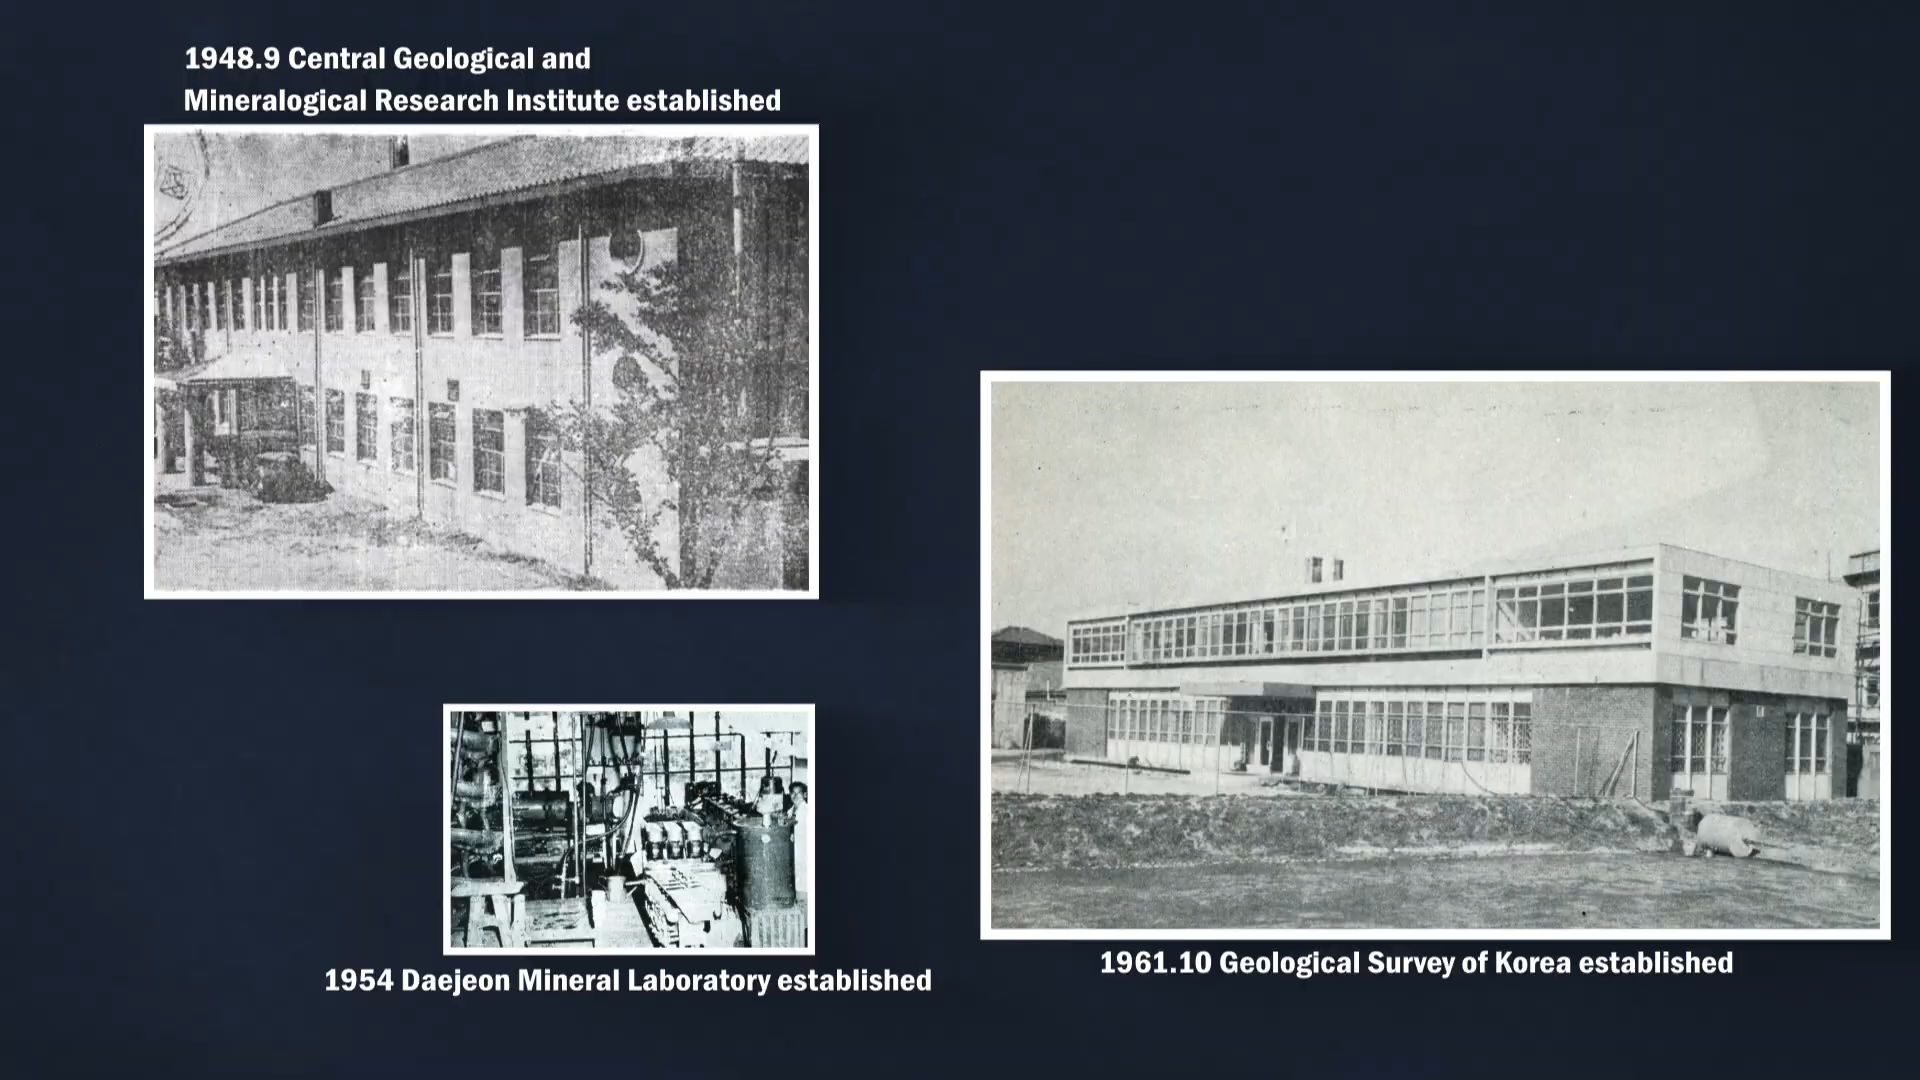 1948.9 Central Geological and
Mineralogical Research Institute established
1954 Daejeon Mineral Laboratory established
1961.10 Geological Survey of Korea established